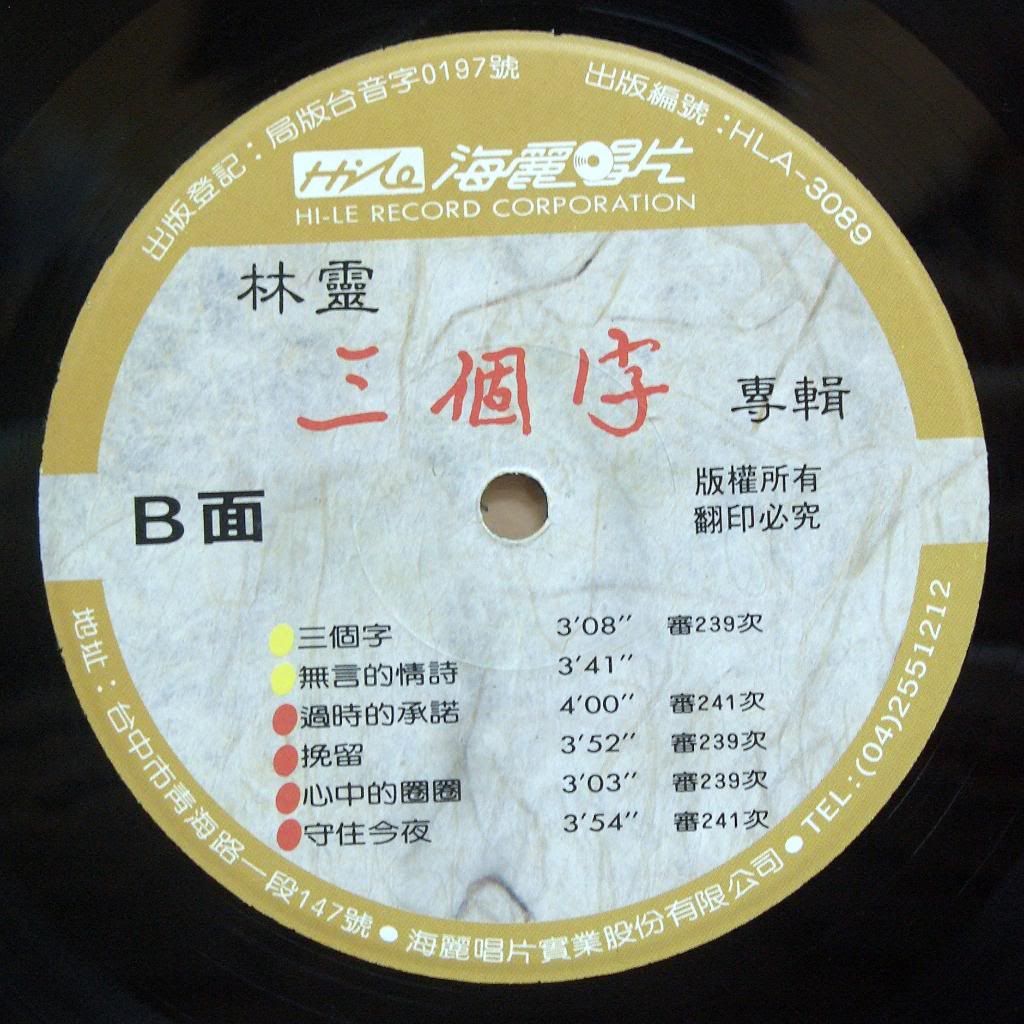 出版登記：局版台音字0197號
出版編號：HLA-3089
Hi-Le 海麗唱片
HI-LE RECORD CORPORATION
林靈
三個字 專輯
B面
版權所有
翻印必究
三個字 3′08″ 審239次
無言的情詩 3′41″
過時的承諾 4′00″ 審241次
挽留 3′52″ 審239次
心中的圈圈 3′03″ 審239次
守住今夜 3′54″ 審241次
地址：台中市青海路一段147號●海麗唱片實業股份有限公司●TEL:(04)2551212